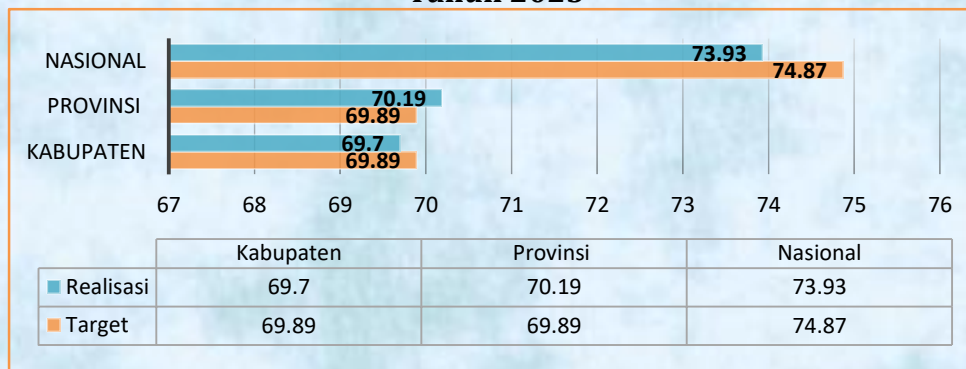 Tahun 2023
NASIONAL
73.93
74.87
PROVINSI
70.19
69.89
KABUPATEN
69.7
69.89
67 68 69 70 71 72 73 74 75 76
Kabupaten Provinsi Nasional
Realisasi 69.7 70.19 73.93
Target 69.89 69.89 74.87